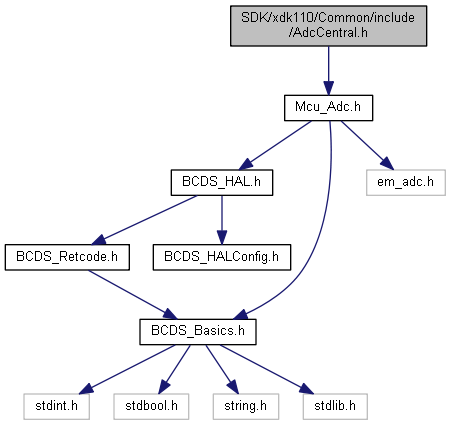 SDK/xdk110/Common/include
/AdcCentral.h
Mcu_Adc.h
BCDS_HAL.h
em_adc.h
BCDS_Retcode.h
BCDS_HALConfig.h
BCDS_Basics.h
stdint.h
stdbool.h
string.h
stdlib.h